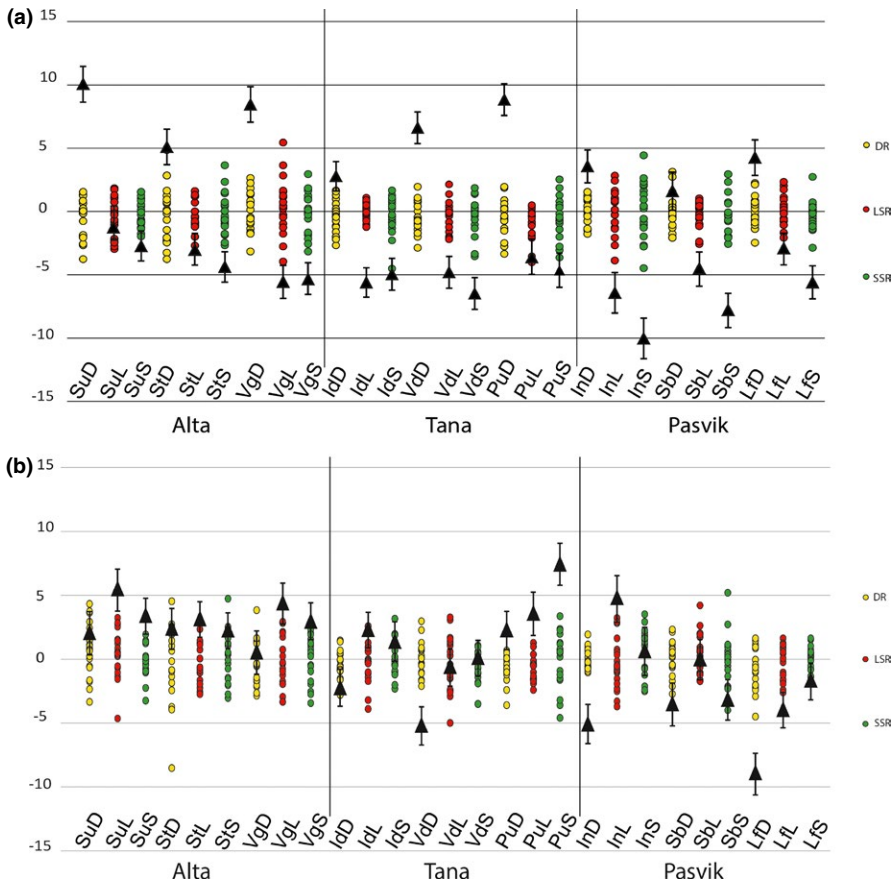 (a)
15
10
5
0
-5
-10
-15
SuD SuL SuS StD StL StS VgD VgL VgS IdD IdL IdS VdD VdL VdS PuD PuL PuS InD InL InS SbD SbL SbS LfD LfL LfS
Alta Tana Pasvik
DR
LSR
SSR
(b)
15
10
5
0
-5
-10
-15
SuD SuL SuS StD StL StS VgD VgL VgS IdD IdL IdS VdD VdL VdS PuD PuL PuS InD InL InS SbD SbL SbS LfD LfL LfS
Alta Tana Pasvik
DR
LSR
SSR